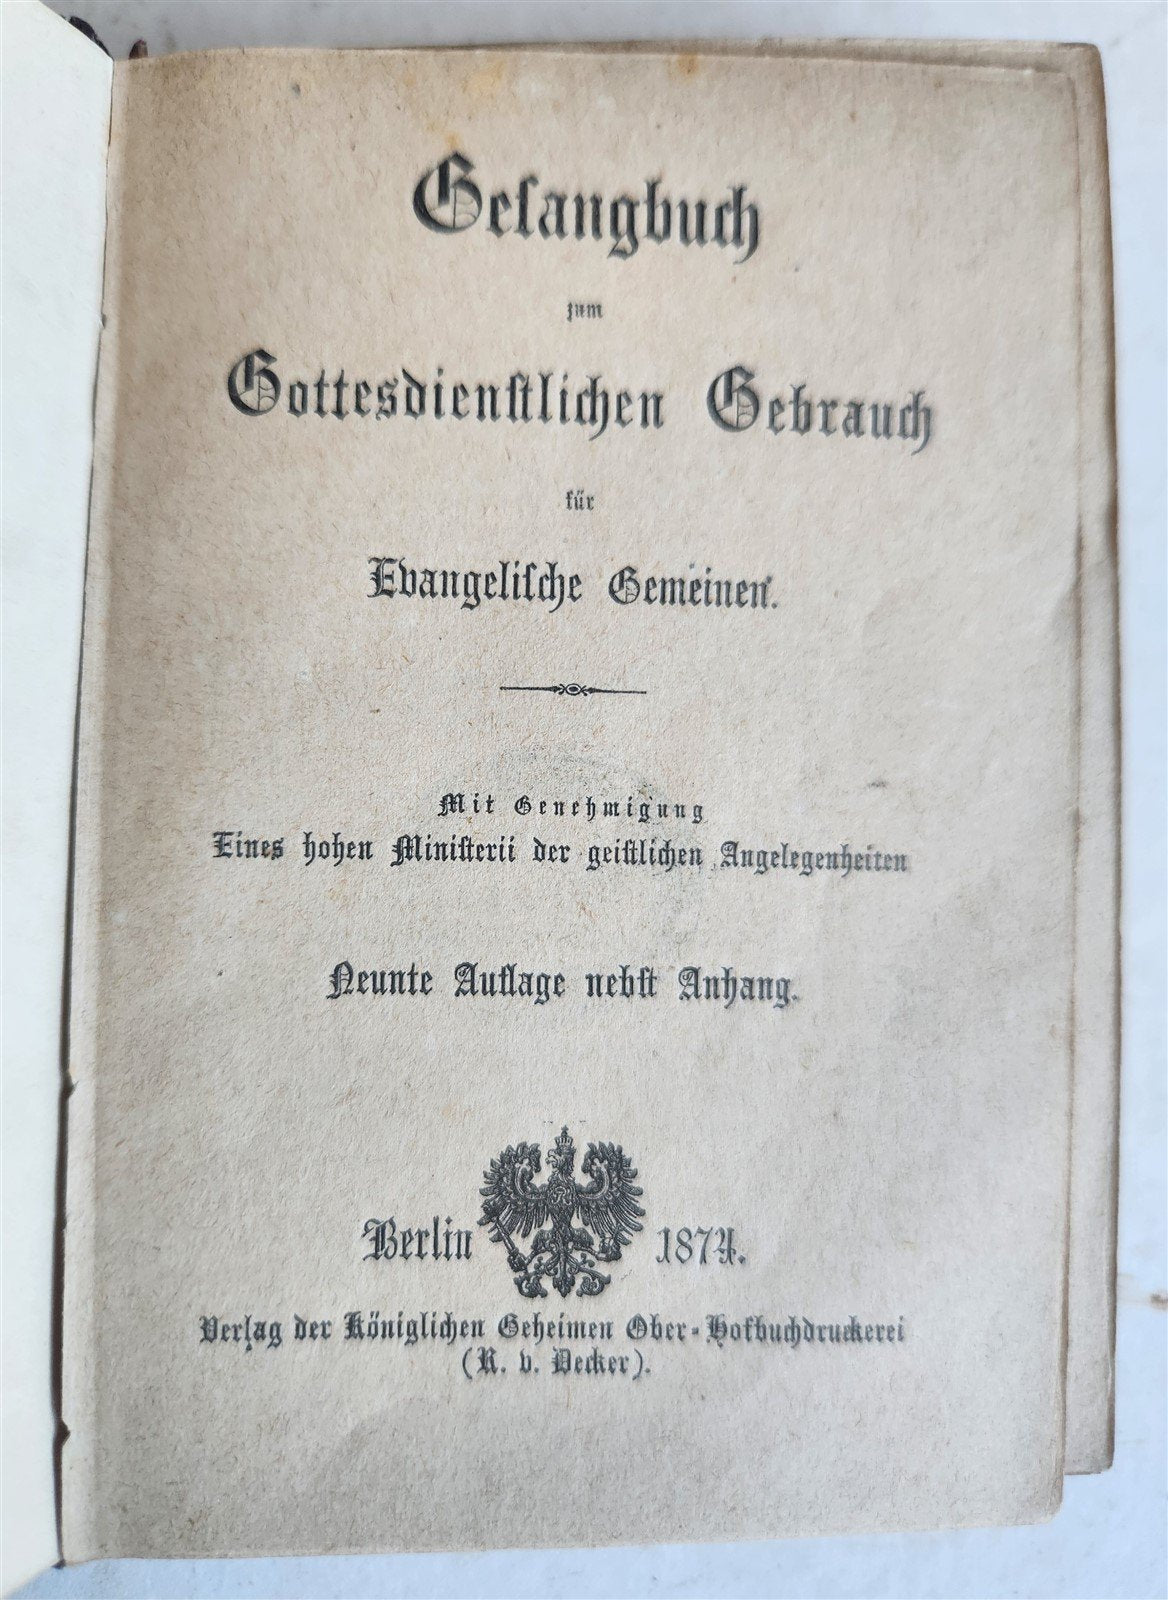 Gesangbuch
zum
Gottesdienstlichen Gebrauch
für
Evangelische Gemeinen.
Mit Genehmigung
Eines hohen Ministerii der geistlichen Angelegenheiten
Neunte Auflage nebst Anhang.
Berlin 1874.
Verlag der Königlichen Geheimen Ober-Hofbuchdruckerei
(R. v. Decker).